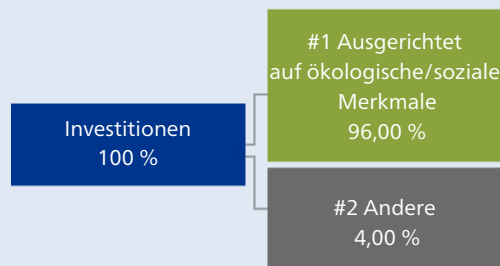 #1 Ausgerichtet
auf ökologische/soziale
Merkmale
96,00 %
Investitionen
100 %
#2 Andere
4,00 %